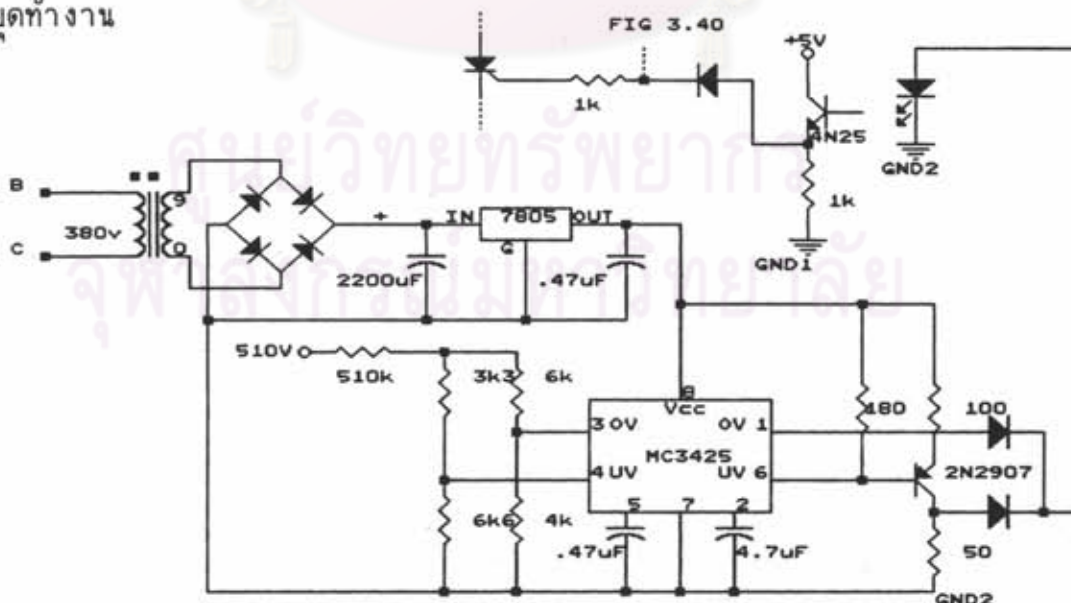 หยุดทำงาน
FIG 3.40
+5V
1k
4N25
GND2
ศูนย์วิทยทรัพยากร
1k
B
380v
9
0
C
+
IN 7805 OUT
G
2200uF
.47uF
GND1
จุฬาลงกรณ์มหาวิทยาลัย
510V
510k
3k3
6k
8
Vcc
3 OV
OV 1
180
100
MC3425
4 UV
UV 6
2N2907
6k6
4k
5
7
2
.47uF
4.7uF
50
GND2